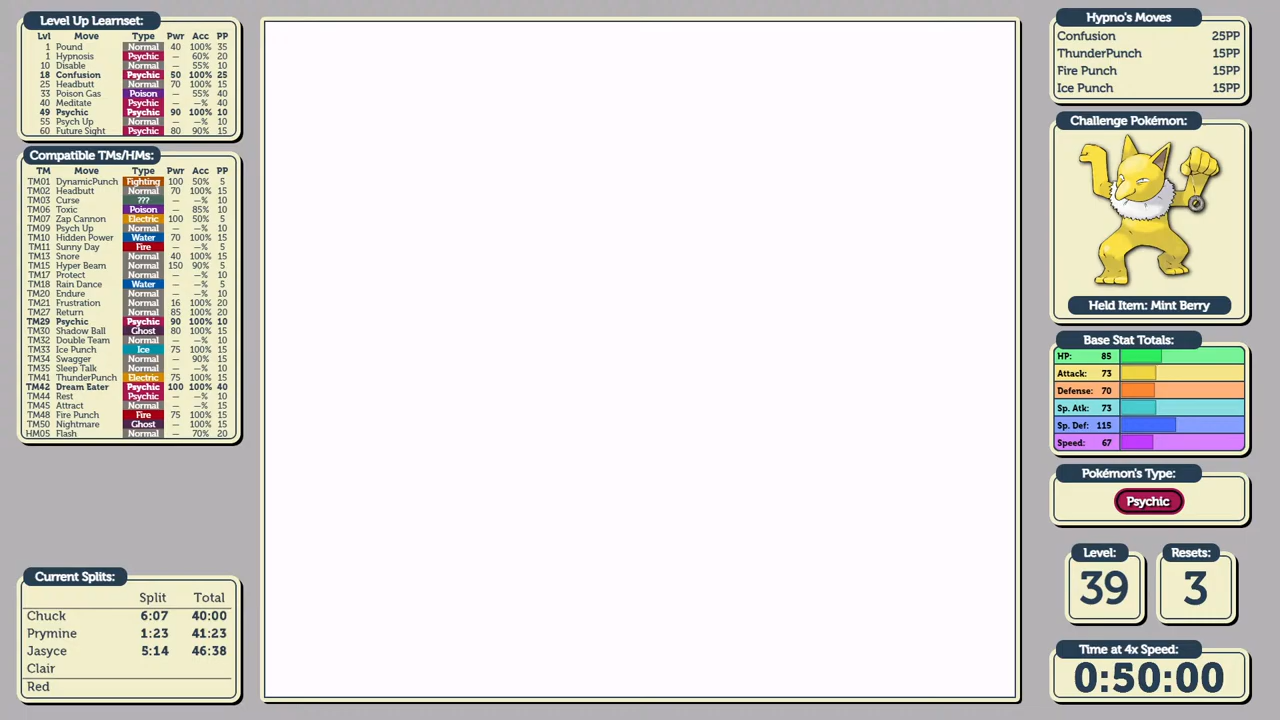 Level Up Learnset:
Lvl Move Type Pwr Acc PP
1 Pound Normal 40 100% 35
1 Hypnosis Psychic — 60% 20
10 Disable Normal — 55% 10
18 Confusion Psychic 50 100% 25
25 Headbutt Normal 70 100% 15
33 Poison Gas Poison — 55% 40
40 Meditate Psychic — —% 40
49 Psychic Psychic 90 100% 10
55 Psych Up Normal — —% 10
60 Future Sight Psychic 80 90% 15
Compatible TMs/HMs:
TM Move Type Pwr Acc PP
TM01 DynamicPunch Fighting 100 50% 5
TM02 Headbutt Normal 70 100% 15
TM03 Curse ??? — —% 10
TM06 Toxic Poison — 85% 10
TM07 Zap Cannon Electric 100 50% 5
TM09 Psych Up Normal — —% 10
TM10 Hidden Power Water 70 100% 15
TM11 Sunny Day Fire — —% 5
TM13 Snore Normal 40 100% 15
TM15 Hyper Beam Normal 150 90% 5
TM17 Protect Normal — —% 10
TM18 Rain Dance Water — —% 5
TM20 Endure Normal — —% 10
TM21 Frustration Normal 16 100% 20
TM27 Return Normal 85 100% 20
TM29 Psychic Psychic 90 100% 10
TM30 Shadow Ball Ghost 80 100% 15
TM32 Double Team Normal — —% 15
TM33 Ice Punch Ice 75 100% 15
TM34 Swagger Normal — 90% 15
TM35 Sleep Talk Normal — —% 10
TM41 ThunderPunch Electric 75 100% 15
TM42 Dream Eater Psychic 100 100% 40
TM44 Rest Psychic — —% 10
TM45 Attract Normal — —% 15
TM48 Fire Punch Fire 75 100% 15
TM50 Nightmare Ghost — 100% 15
HM05 Flash Normal — 70% 20
Current Splits:
Split Total
Chuck 6:07 40:00
Prymine 1:23 41:23
Jasyce 5:14 46:38
Clair
Red
Hypno's Moves
Confusion 25PP
ThunderPunch 15PP
Fire Punch 15PP
Ice Punch 15PP
Challenge Pokémon:
Held Item: Mint Berry
Base Stat Totals:
HP: 85
Attack: 73
Defense: 70
Sp. Atk: 73
Sp. Def: 115
Speed: 67
Pokémon's Type:
Psychic
Level: Resets:
39 3
Time at 4x Speed:
0:50:00